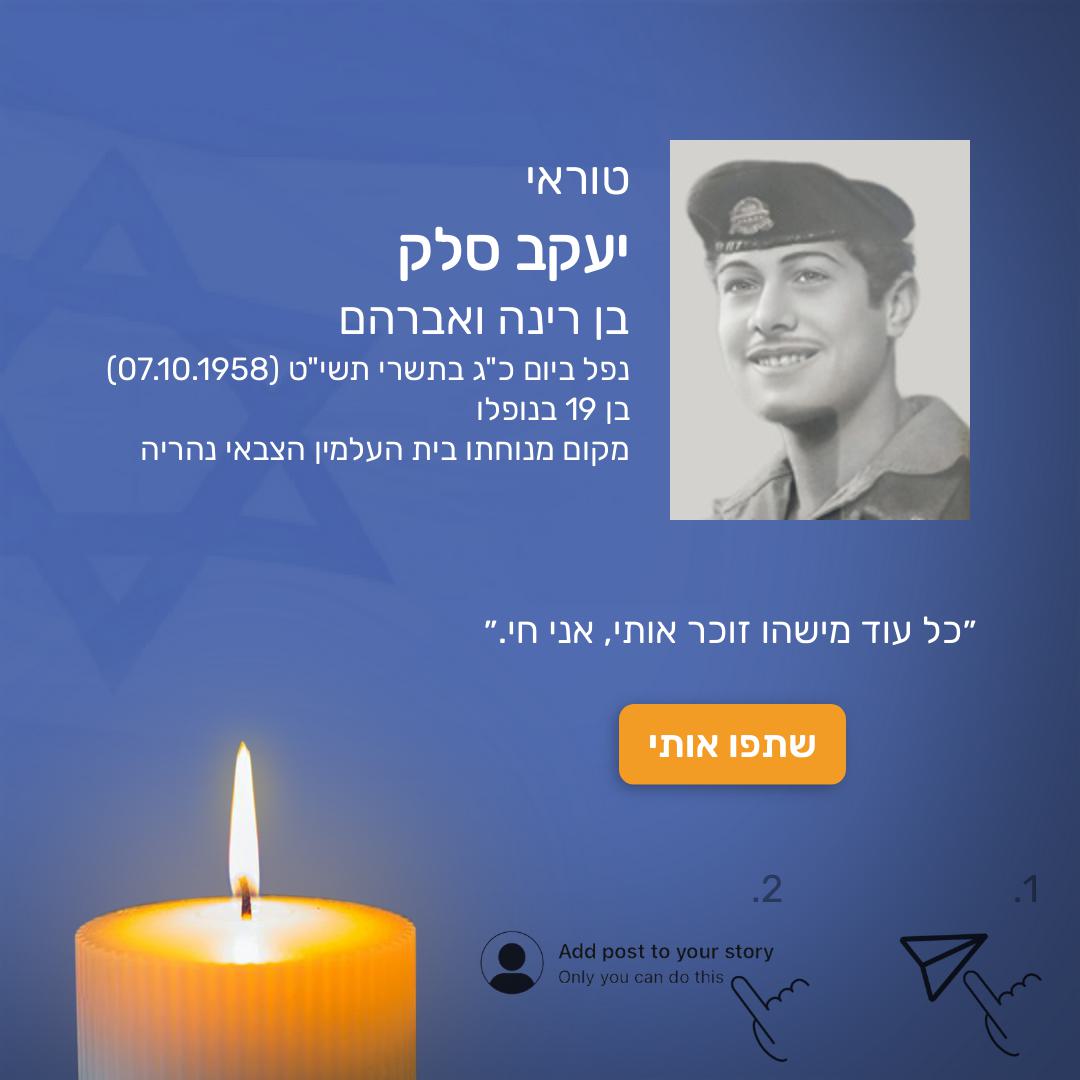 טוראי
יעקב סלק
בן רינה ואברהם
נפל ביום כ"ג בתשרי תשי"ט (07.10.1958)
בן 19 בנופלו
מקום מנוחתו בית העלמין הצבאי נהריה
״כל עוד מישהו זוכר אותי, אני חי.״
שתפו אותי
1.
2.
Add post to your story
Only you can do this